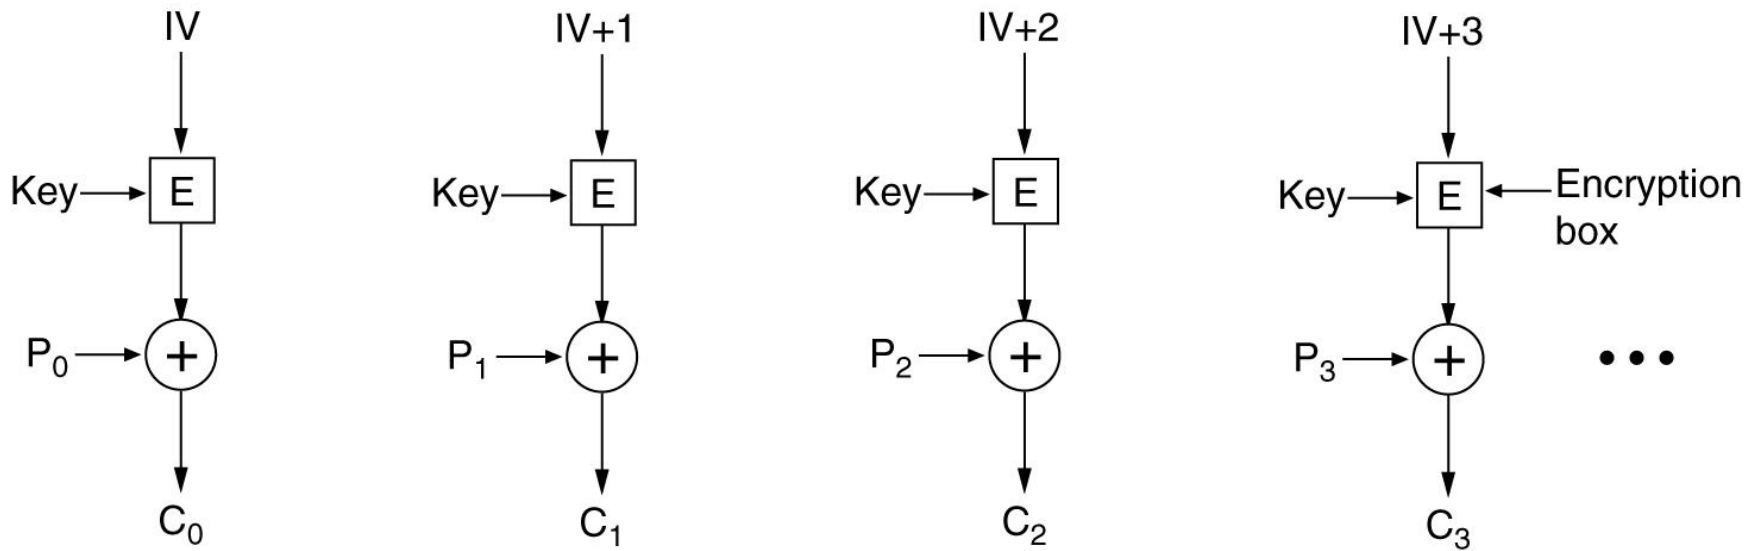 IV IV+1 IV+2 IV+3
Key E Key E Key E Key E Encryption
box
P0 + P1 + P2 + P3 + •••
C0 C1 C2 C3